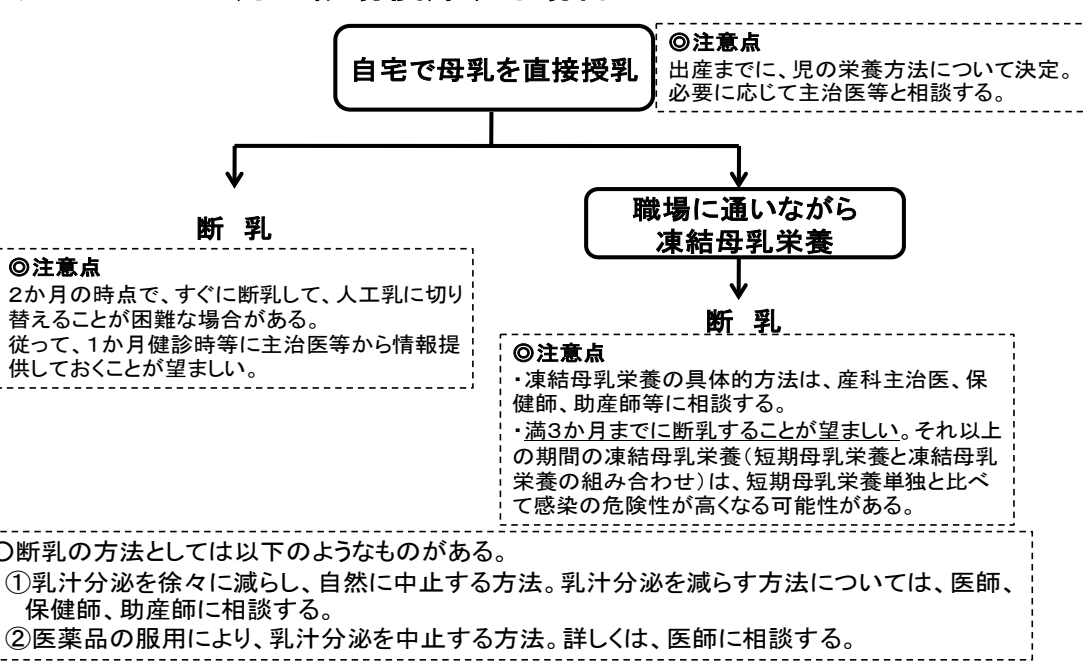 自宅で母乳を直接授乳
◎注意点
出産までに、児の栄養方法について決定。
必要に応じて主治医等と相談する。
断 乳
◎注意点
2か月の時点で、すぐに断乳して、人工乳に切り
替えることが困難な場合がある。
従って、1か月健診時等に主治医等から情報提
供しておくことが望ましい。
職場に通いながら
凍結母乳栄養
断 乳
◎注意点
・凍結母乳栄養の具体的方法は、産科主治医、保
健師、助産師等に相談する。
・満3か月までに断乳することが望ましい。それ以上
の期間の凍結母乳栄養(短期母乳栄養と凍結母乳
栄養の組み合わせ)は、短期母乳栄養単独と比べ
て感染の危険性が高くなる可能性がある。
○断乳の方法としては以下のようなものがある。
①乳汁分泌を徐々に減らし、自然に中止する方法。乳汁分泌を減らす方法については、医師、
保健師、助産師に相談する。
②医薬品の服用により、乳汁分泌を中止する方法。詳しくは、医師に相談する。